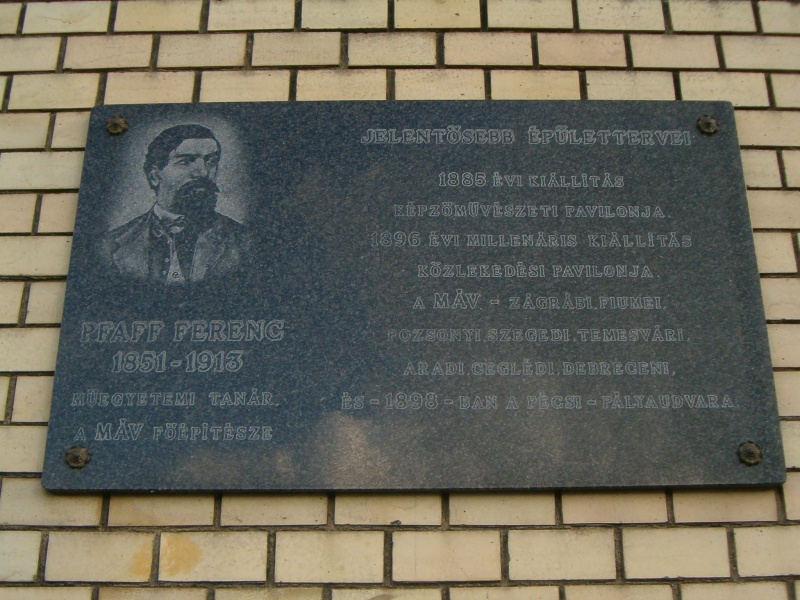 PFAFF FERENC
1851-1913
MŰEGYETEMI TANÁR,
A MÁV FŐÉPÍTÉSZE
JELENTŐSEBB ÉPÜLETTERVEI
1885 ÉVI KIÁLLÍTÁS
KÉPZŐMŰVÉSZETI PAVILONJA,
1896 ÉVI MILLENÁRIS KIÁLLÍTÁS
KÖZLEKEDÉSI PAVILONJA,
A MÁV - ZÁGRÁBI, FIUMEI,
POZSONYI, SZEGEDI, TEMESVÁRI,
ARADI, CEGLÉDI, DEBRECENI,
ÉS - 1898 - BAN A PÉCSI - PÁLYAUDVARA.